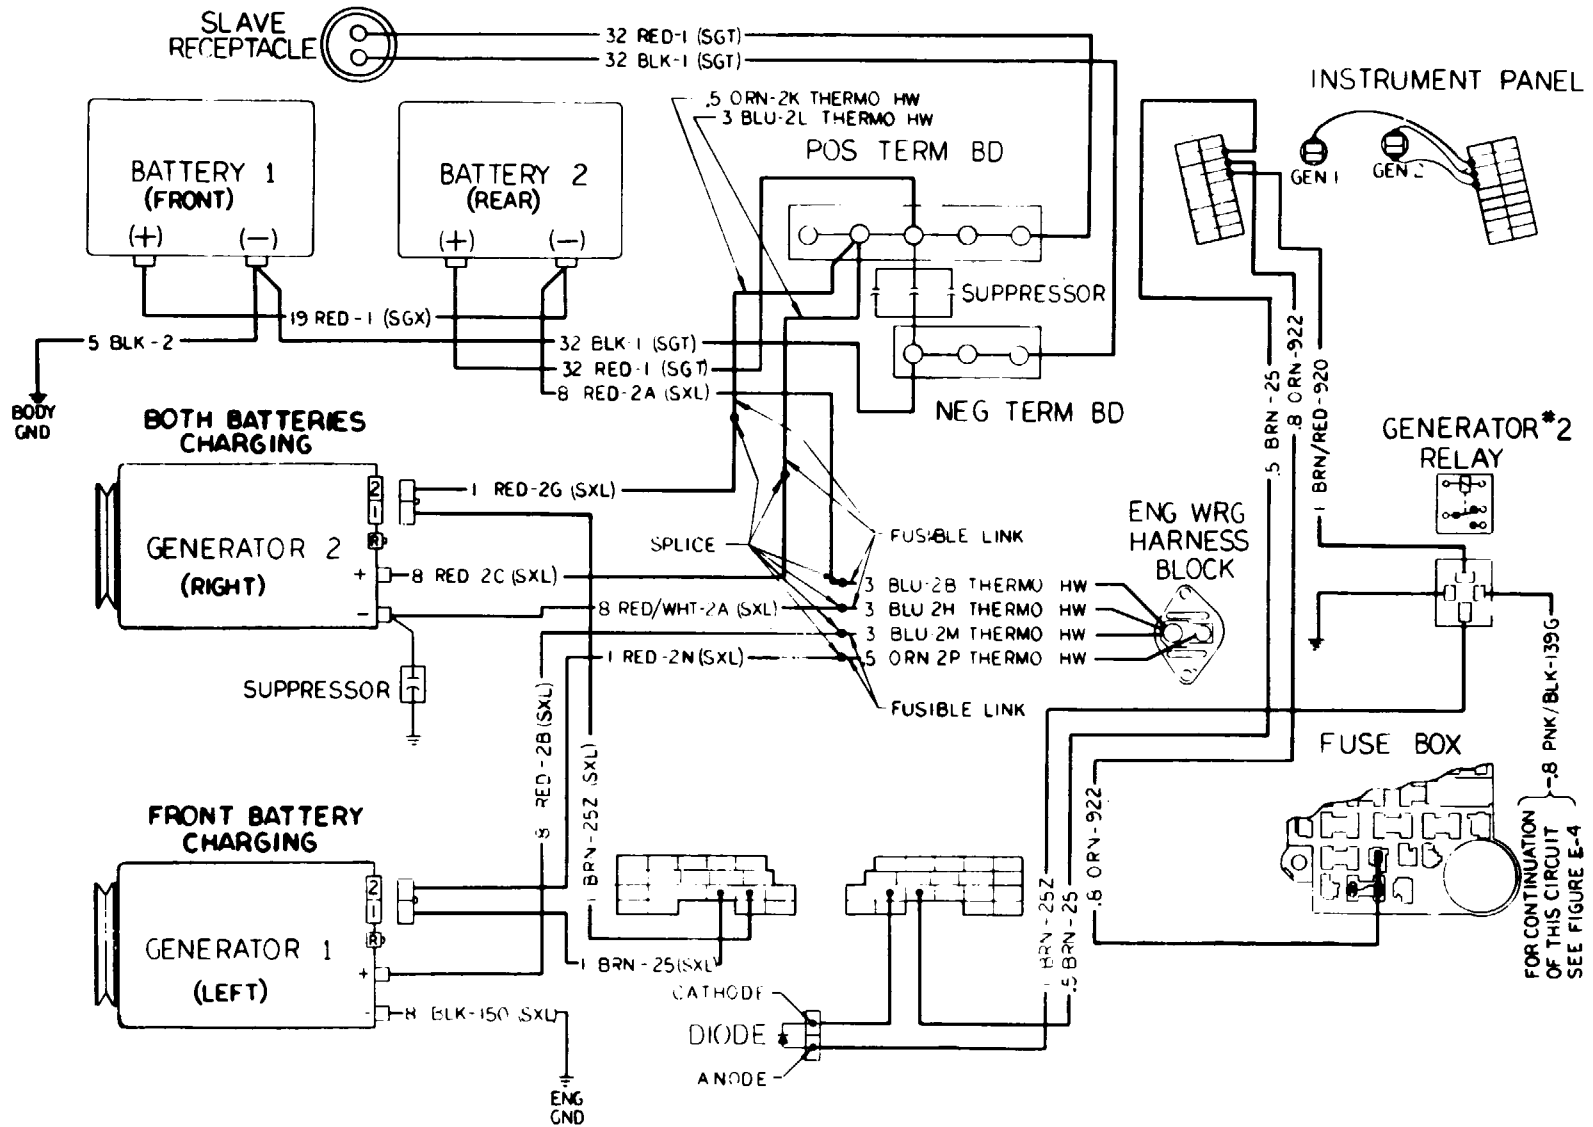 SLAVE
RECEPTACLE
32 RED-1 (SGT)
32 BLK-1 (SGT)
INSTRUMENT PANEL
.5 ORN-2K THERMO HW
3 BLU-2L THERMO HW
POS TERM BD
GEN 1
GEN 2
BATTERY 1
(FRONT)
(+)
(-)
BATTERY 2
(REAR)
(+)
(-)
SUPPRESSOR
19 RED-1 (SGX)
5 BLK-2
32 BLK-1 (SGT)
32 RED-1 (SGT)
8 RED-2A (SXL)
NEG TERM BD
BODY
GND
.5 BRN-25
.8 ORN-922
1 BRN/RED-920
BOTH BATTERIES
CHARGING
GENERATOR #2
RELAY
2
1
R
GENERATOR 2
(RIGHT)
+
-
1 RED-2G (SXL)
8 RED 2C (SXL)
8 RED/WHT-2A (SXL)
1 RED-2N (SXL)
SPLICE
FUSIBLE LINK
ENG WRG
HARNESS
BLOCK
3 BLU-2B THERMO HW
3 BLU 2H THERMO HW
3 BLU-2M THERMO HW
.5 ORN 2P THERMO HW
FUSIBLE LINK
SUPPRESSOR
8 RED-2B (SXL)
1 BRN-25Z (SXL)
.8 PNK/BLK-139G
FUSE BOX
FRONT BATTERY
CHARGING
2
1
R
GENERATOR 1
(LEFT)
+
-
8 BLK-150 (SXL)
1 BRN-25(SXL)
ENG
GND
CATHODE
DIODE
ANODE
1 BRN-25Z
.5 BRN-25
.8 ORN-922
FOR CONTINUATION
OF THIS CIRCUIT
SEE FIGURE E-4